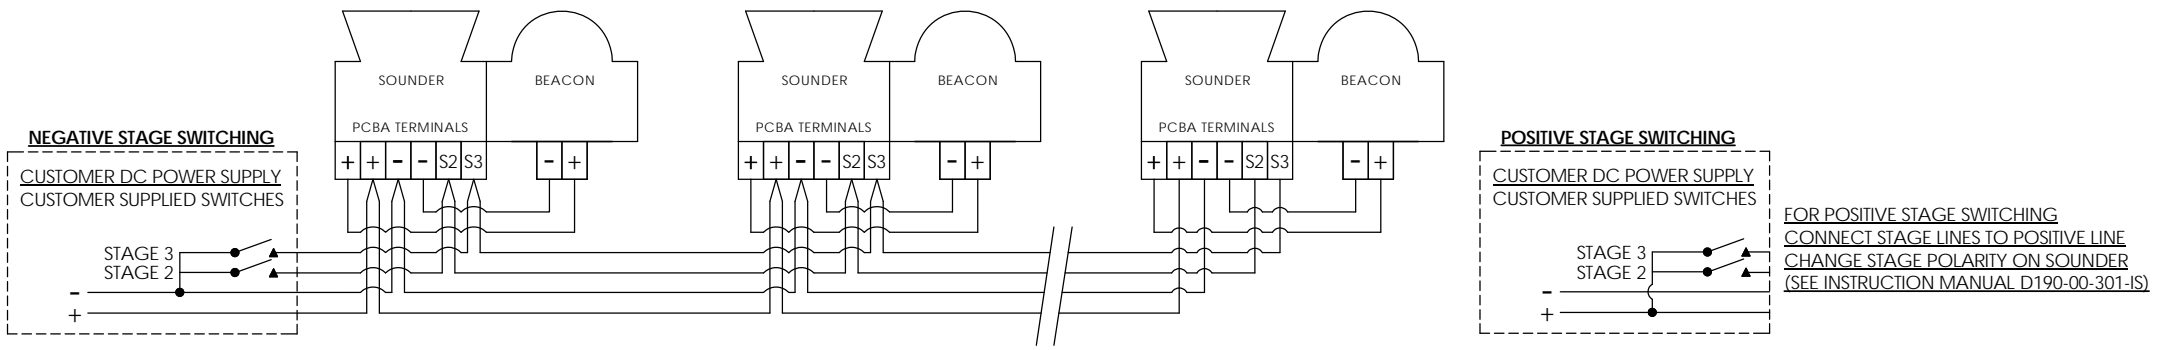 SOUNDER BEACON
PCBA TERMINALS
+ + - - S2 S3 - +
SOUNDER BEACON
PCBA TERMINALS
+ + - - S2 S3 - +
SOUNDER BEACON
PCBA TERMINALS
+ + - - S2 S3 - +
NEGATIVE STAGE SWITCHING
CUSTOMER DC POWER SUPPLY
CUSTOMER SUPPLIED SWITCHES
STAGE 3
STAGE 2
-
+
POSITIVE STAGE SWITCHING
CUSTOMER DC POWER SUPPLY
CUSTOMER SUPPLIED SWITCHES
STAGE 3
STAGE 2
-
+
FOR POSITIVE STAGE SWITCHING
CONNECT STAGE LINES TO POSITIVE LINE
CHANGE STAGE POLARITY ON SOUNDER
(SEE INSTRUCTION MANUAL D190-00-301-IS)